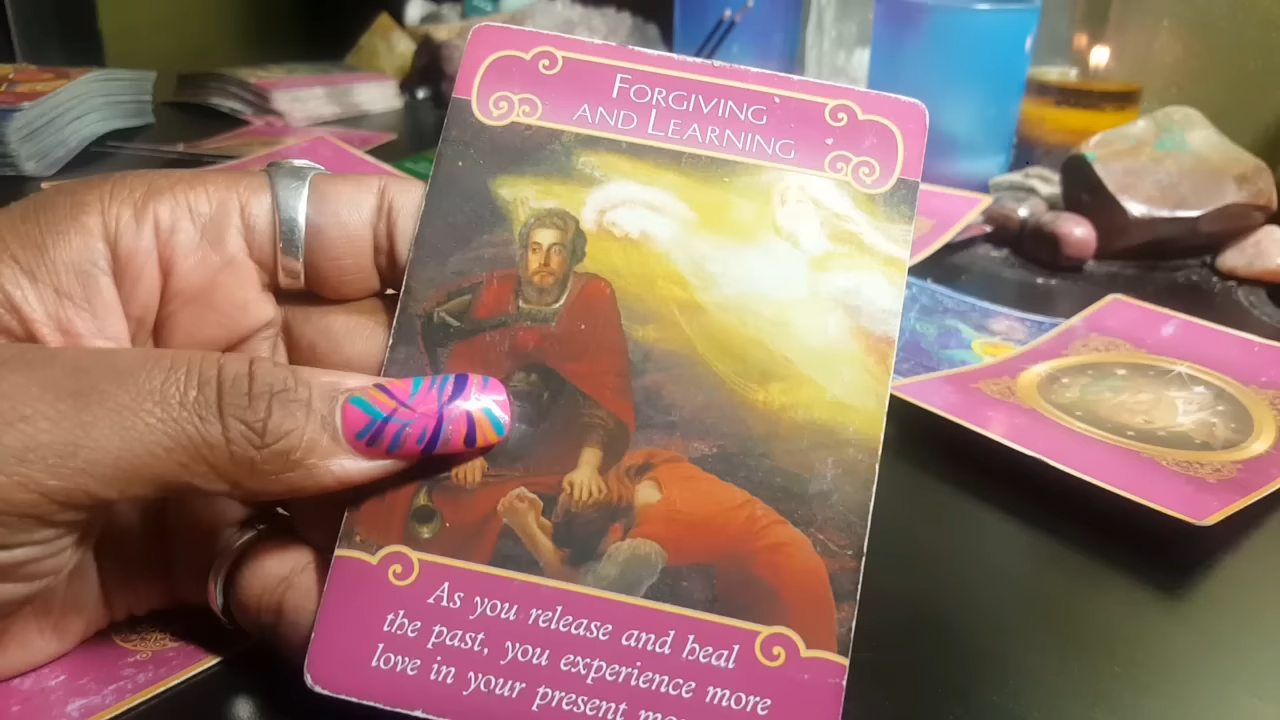 FORGIVING
AND LEARNING
As you release and heal
the past, you experience more
love in your present